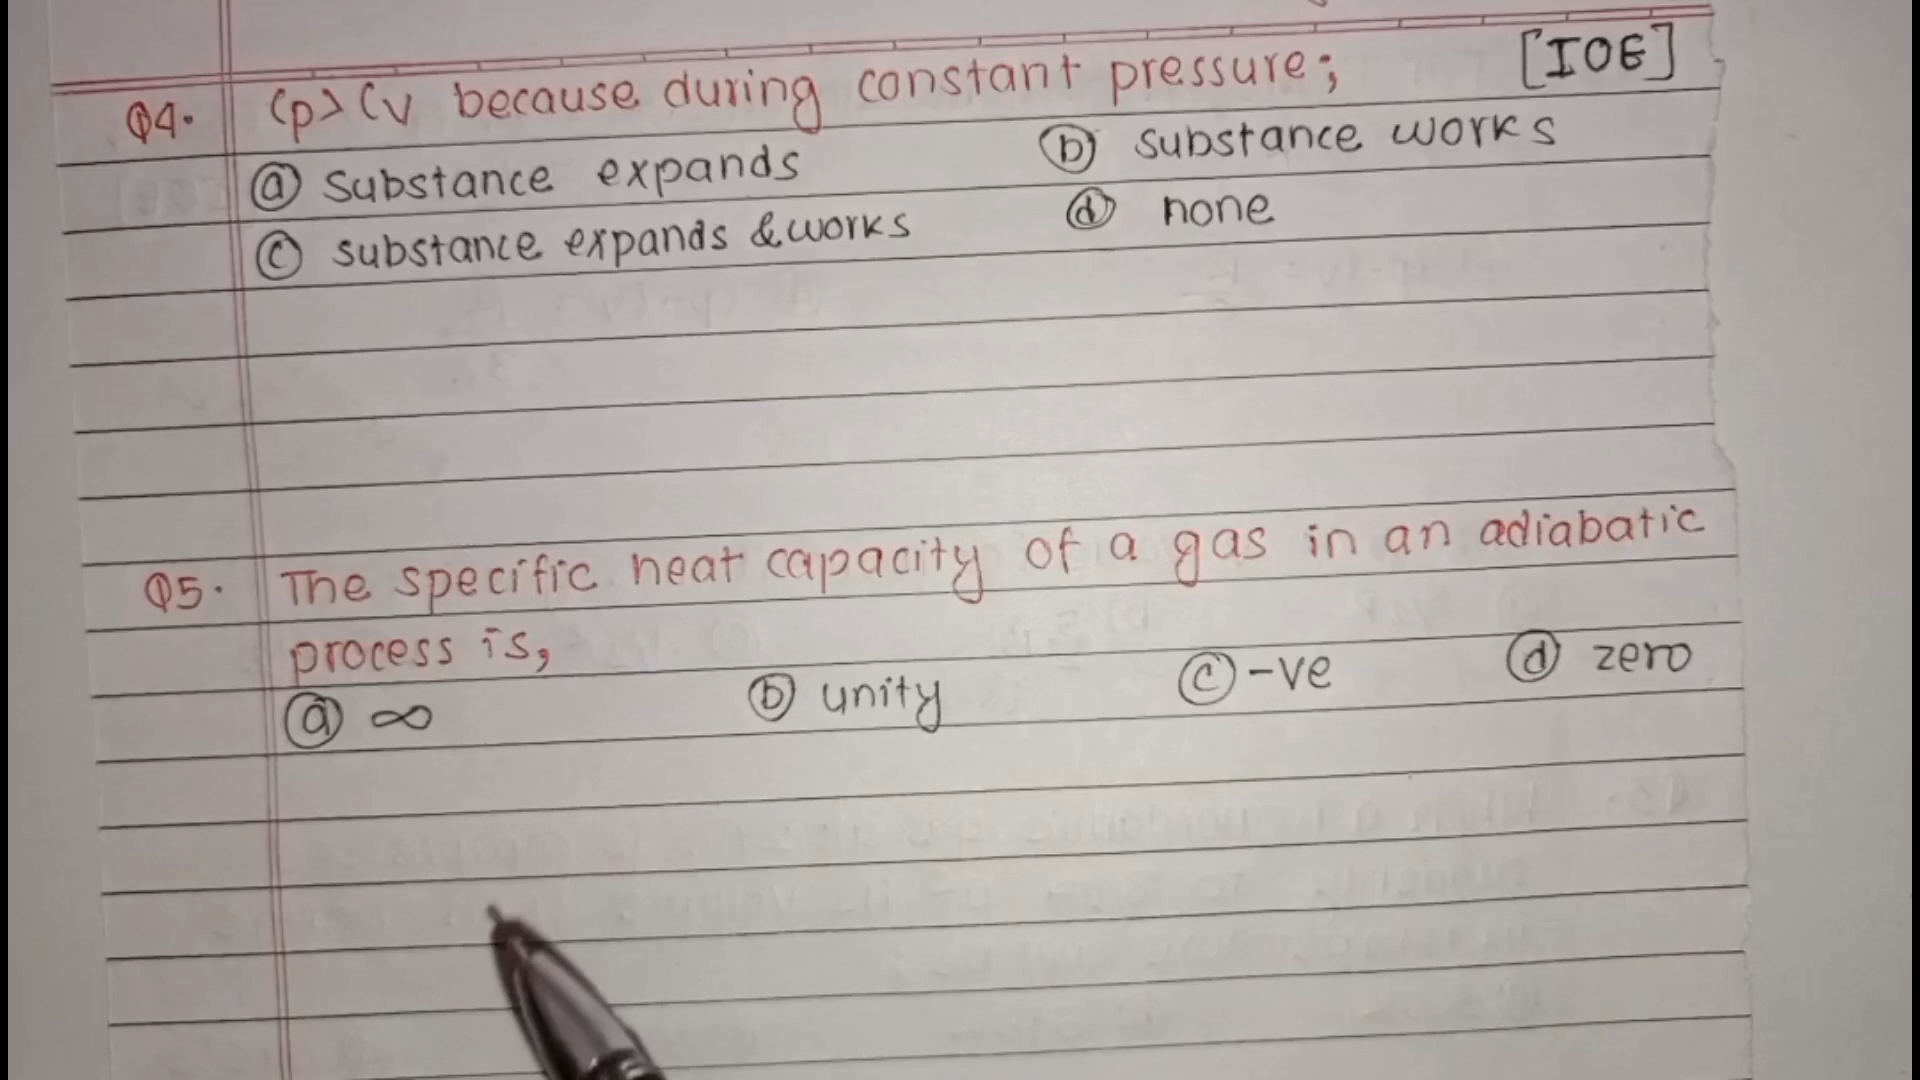 [IOE]
Q4. Cp > Cv because during constant pressure;
(a) substance expands (b) substance works
(c) substance expands & works (d) none
Q5. The specific heat capacity of a gas in an adiabatic
process is,
(a) ∞ (b) unity (c) -ve (d) zero